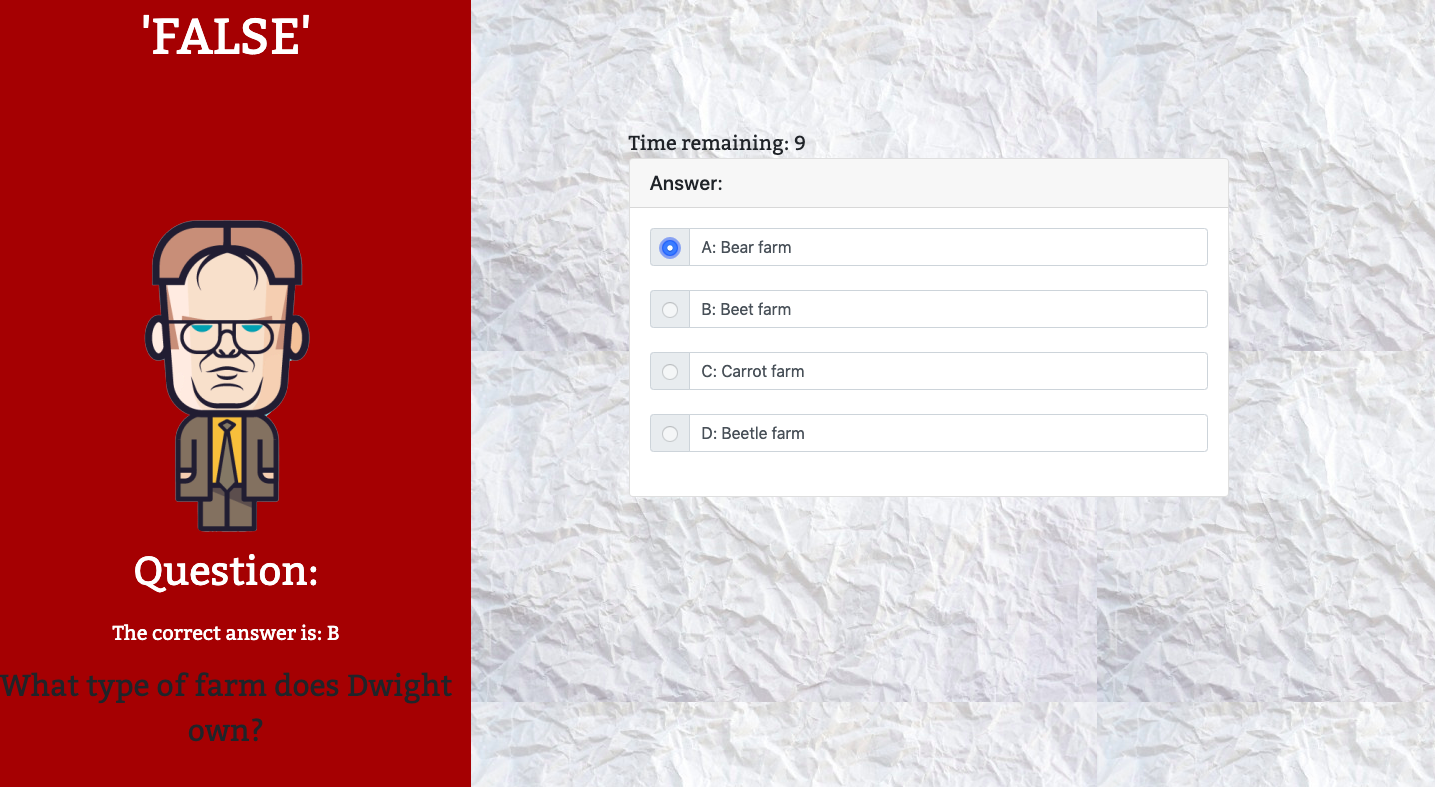 'FALSE'
Question:
The correct answer is: B
What type of farm does Dwight
own?
Time remaining: 9
Answer:
A: Bear farm
B: Beet farm
C: Carrot farm
D: Beetle farm